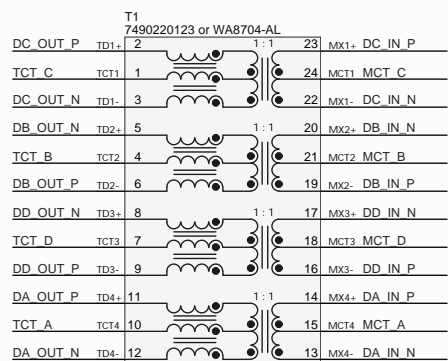 T1
7490220123 or WA8704-AL
DC_OUT_P TD1+ 2 1 : 1 23 MX1+ DC_IN_P
TCT_C TCT1 1 24 MCT1 MCT_C
DC_OUT_N TD1- 3 22 MX1- DC_IN_N
DB_OUT_N TD2+ 5 1 : 1 20 MX2+ DB_IN_N
TCT_B TCT2 4 21 MCT2 MCT_B
DB_OUT_P TD2- 6 19 MX2- DB_IN_P
DD_OUT_N TD3+ 8 1 : 1 17 MX3+ DD_IN_N
TCT_D TCT3 7 18 MCT3 MCT_D
DD_OUT_P TD3- 9 16 MX3- DD_IN_P
DA_OUT_P TD4+ 11 1 : 1 14 MX4+ DA_IN_P
TCT_A TCT4 10 15 MCT4 MCT_A
DA_OUT_N TD4- 12 13 MX4- DA_IN_N